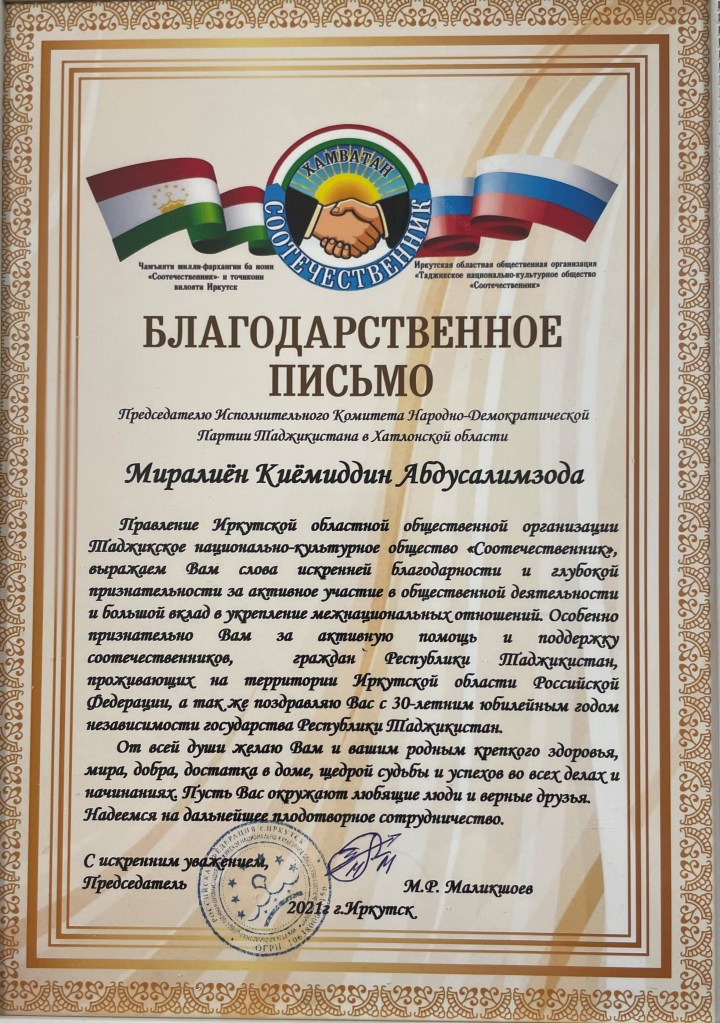 ХАМВАТАН
СООТЕЧЕСТВЕННИК
Чамъияти милли-фархангии ба номи
«Соотечественник»- и точикони
вилояти Иркутск
Иркутская областная общественная организация
«Таджикское национально-культурное общество
«Соотечественник»
БЛАГОДАРСТВЕННОЕ
ПИСЬМО
Председателю Исполнительного Комитета Народно-Демократической
Партии Таджикистана в Хатлонской области
Миралиён Киёмиддин Абдусалимзода
Правление Иркутской областной общественной организации
Таджикское национально-культурное общество «Соотечественник»,
выражаем Вам слова искренней благодарности и глубокой
признательности за активное участие в общественной деятельности
и большой вклад в укрепление межнациональных отношений. Особенно
признательно Вам за активную помощь и поддержку
соотечественников, граждан Республики Таджикистан,
проживающих на территории Иркутской области Российской
Федерации, а так же поздравляю Вас с 30-летним юбилейным годом
независимости государства Республики Таджикистан.
От всей души желаю Вам и вашим родным крепкого здоровья,
мира, добра, достатка в доме, щедрой судьбы и успехов во всех делах и
начинаниях. Пусть Вас окружают любящие люди и верные друзья.
Надеемся на дальнейшее плодотворное сотрудничество.
С искренним уважением,
Председатель М.Р. Маликшоев
2021г г.Иркутск
РОССИЙСКАЯ ФЕДЕРАЦИЯ Г.ИРКУТСК
ОГРН